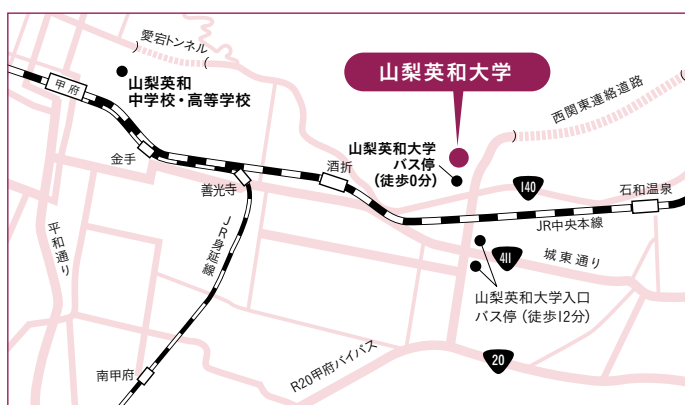 愛宕トンネル
山梨英和大学
甲府
山梨英和
中学校・高等学校
西関東連絡道路
金手
山梨英和大学
バス停
(徒歩0分)
酒折
善光寺
140
石和温泉
JR中央本線
平和通り
JR身延線
411
城東通り
山梨英和大学入口
バス停 (徒歩12分)
20
R20甲府バイパス
南甲府